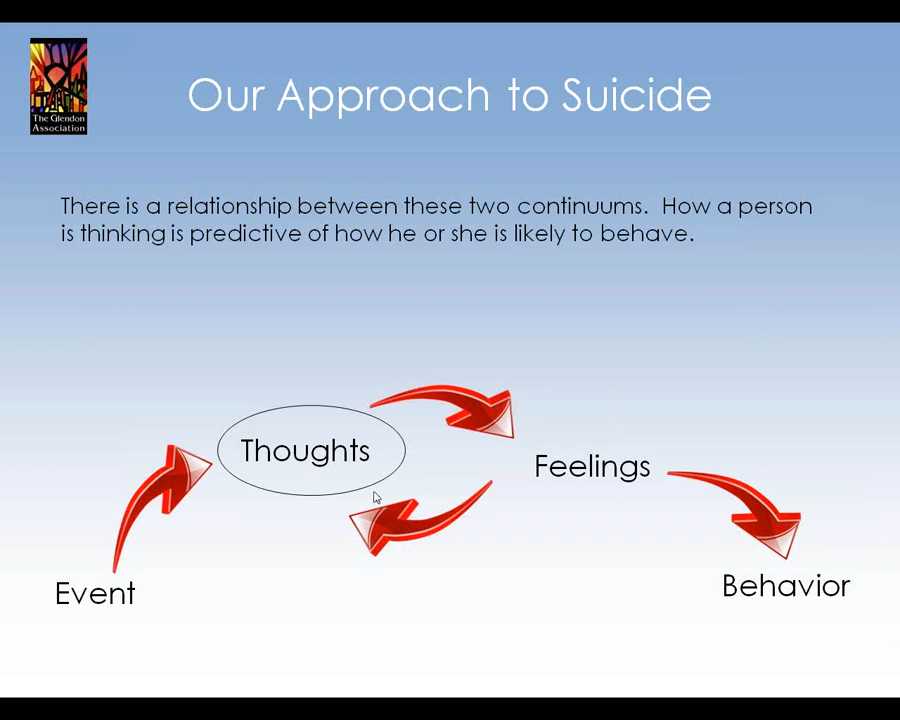 The Glendon
Association
Our Approach to Suicide
There is a relationship between these two continuums.  How a person
is thinking is predictive of how he or she is likely to behave.
Thoughts
Feelings
Event
Behavior